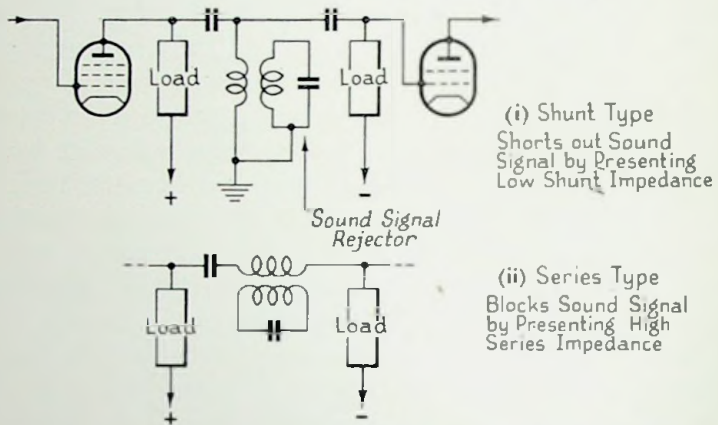 Load
Load
(i) Shunt Type
Shorts out Sound
Signal by Presenting
Low Shunt Impedance
+
-
Sound Signal
Rejector
(ii) Series Type
Blocks Sound Signal
by Presenting High
Series Impedance
Load
Load
+
-